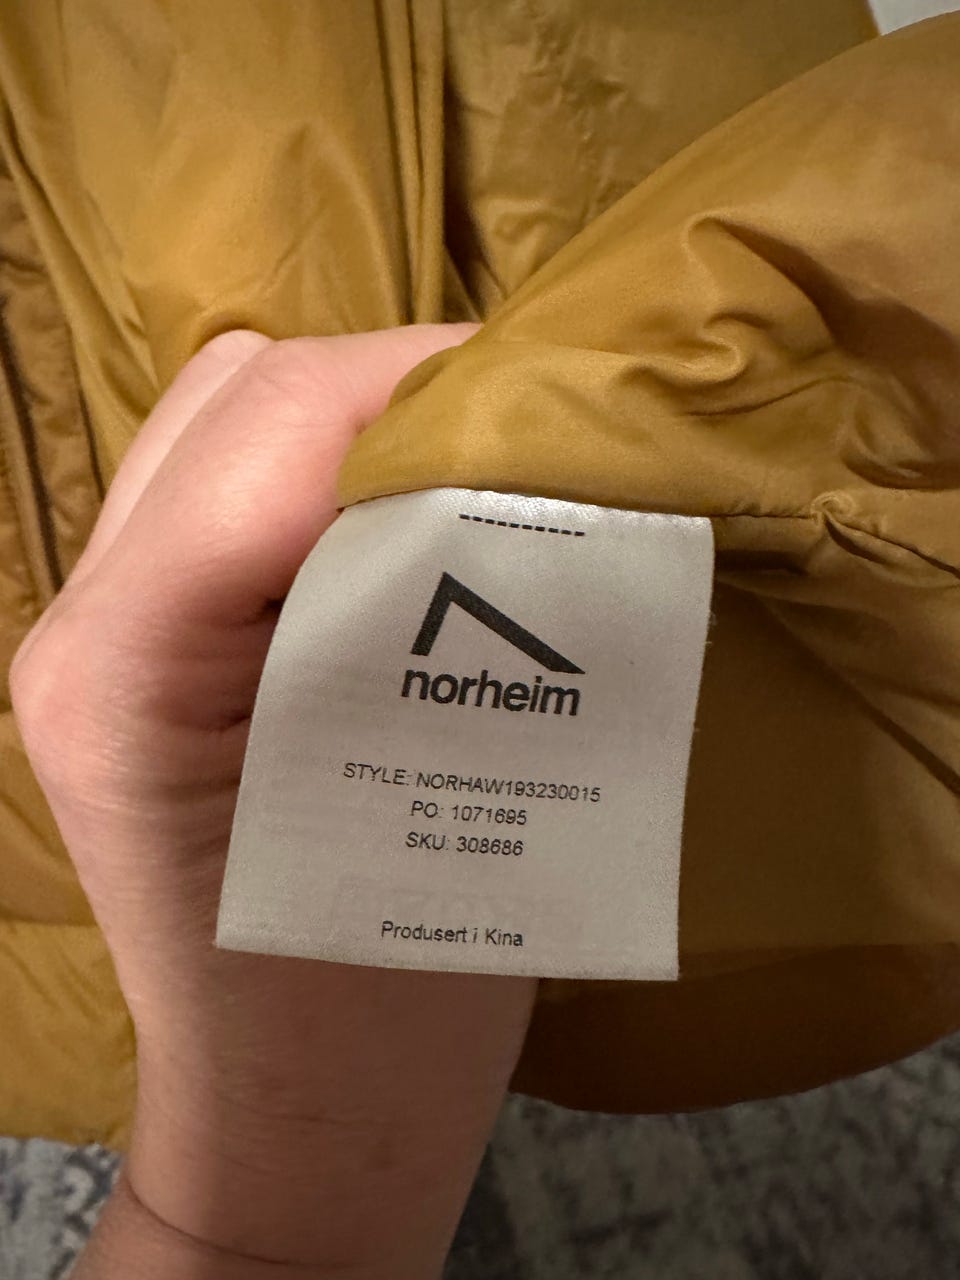 norheim
STYLE: NORHAW193230015
PO: 1071695
SKU: 308686
Produsert i Kina